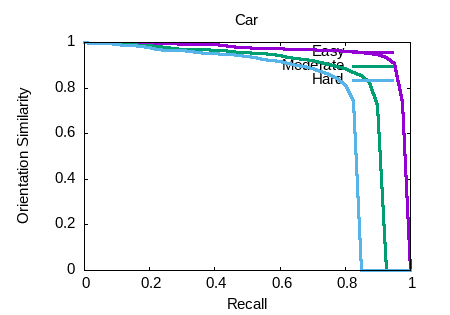 Car
1
0.8
0.6
0.4
0.2
0
Orientation Similarity
Easy
Moderate
Hard
0 0.2 0.4 0.6 0.8 1
Recall